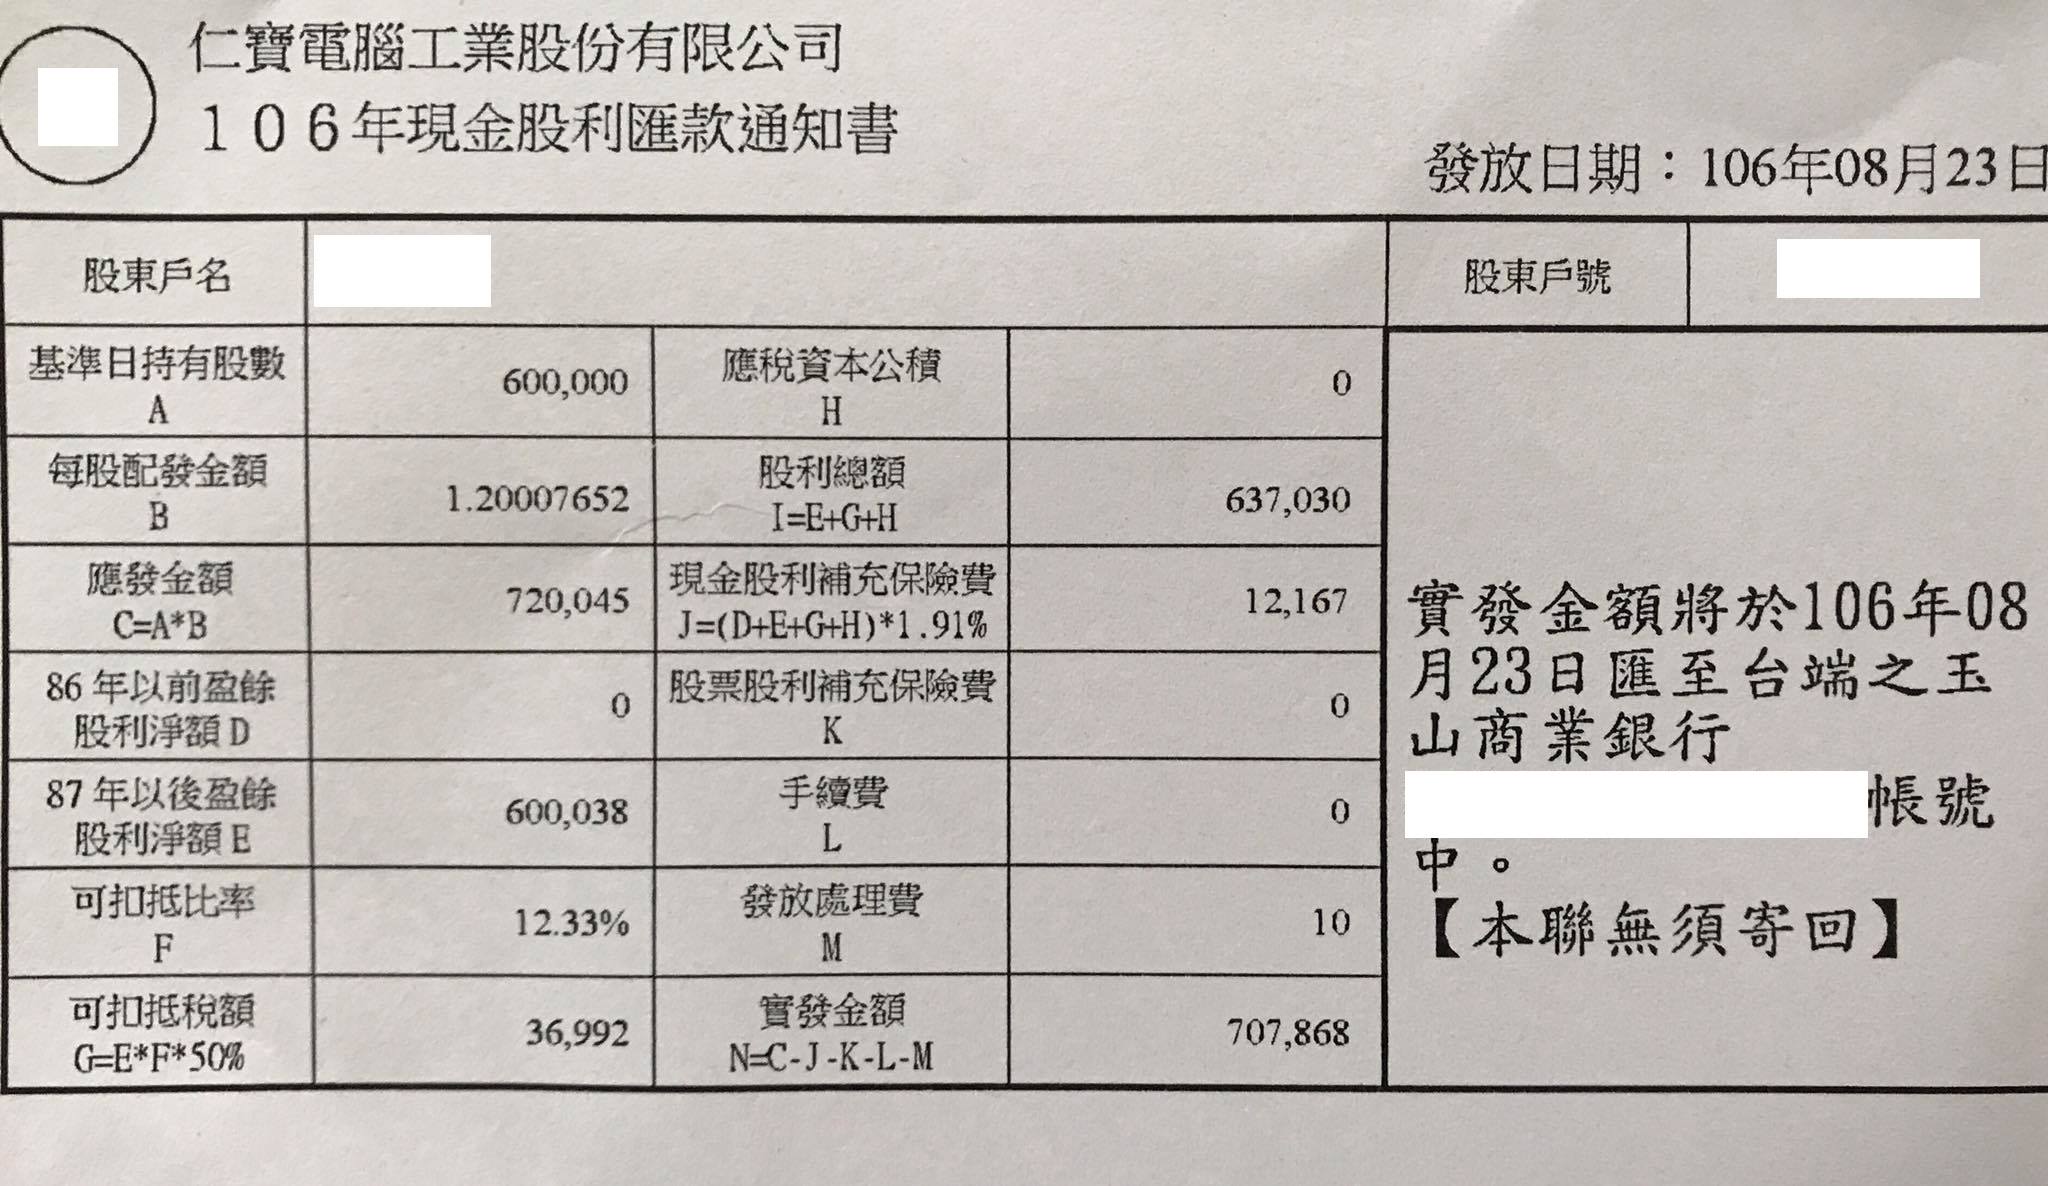 仁寶電腦工業股份有限公司
１０６年現金股利匯款通知書
發放日期：106年08月23日
股東戶名
股東戶號
基準日持有股數
A
600,000
應稅資本公積
H
0
每股配發金額
B
1.20007652
股利總額
I=E+G+H
637,030
應發金額
C=A*B
720,045
現金股利補充保險費
J=(D+E+G+H)*1.91%
12,167
86 年以前盈餘
股利淨額 D
0
股票股利補充保險費
K
0
87 年以後盈餘
股利淨額 E
600,038
手續費
L
0
可扣抵比率
F
12.33%
發放處理費
M
10
可扣抵稅額
G=E*F*50%
36,992
實發金額
N=C-J-K-L-M
707,868
實發金額將於106年08
月23日匯至台端之玉
山商業銀行
帳號
中。
【本聯無須寄回】